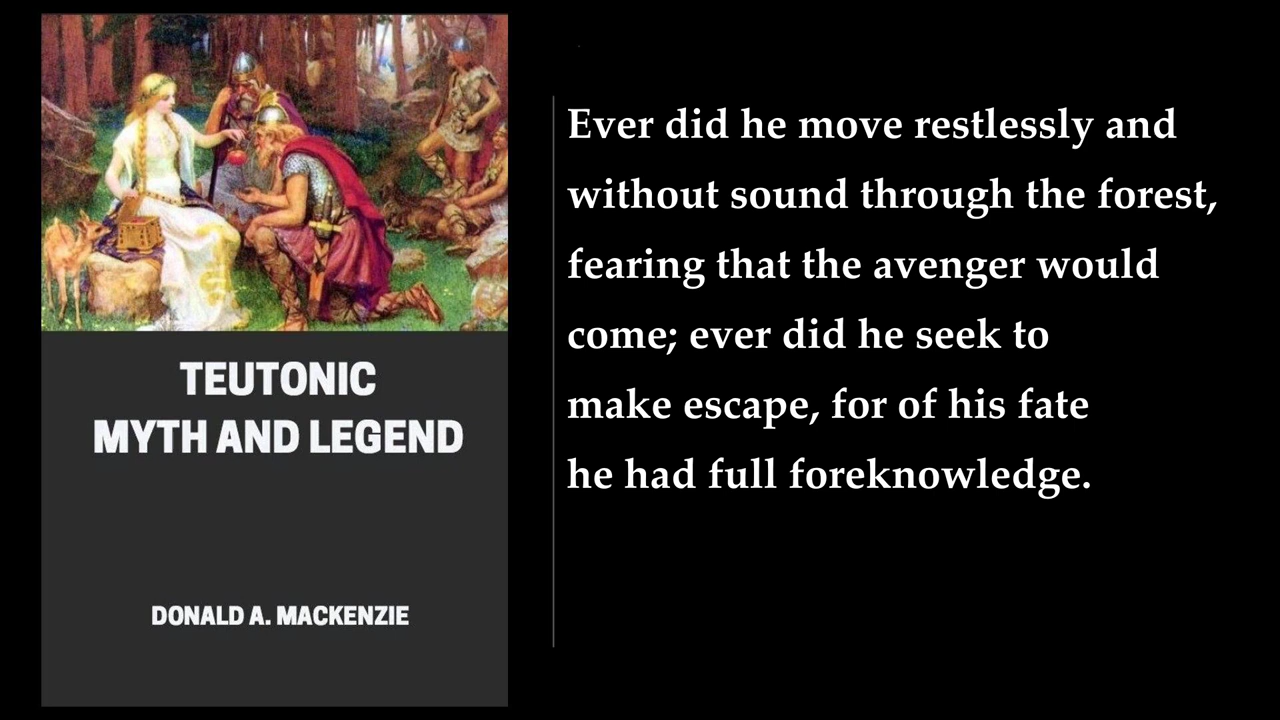 TEUTONIC
MYTH AND LEGEND
DONALD A. MACKENZIE
Ever did he move restlessly and
without sound through the forest,
fearing that the avenger would
come; ever did he seek to
make escape, for of his fate
he had full foreknowledge.